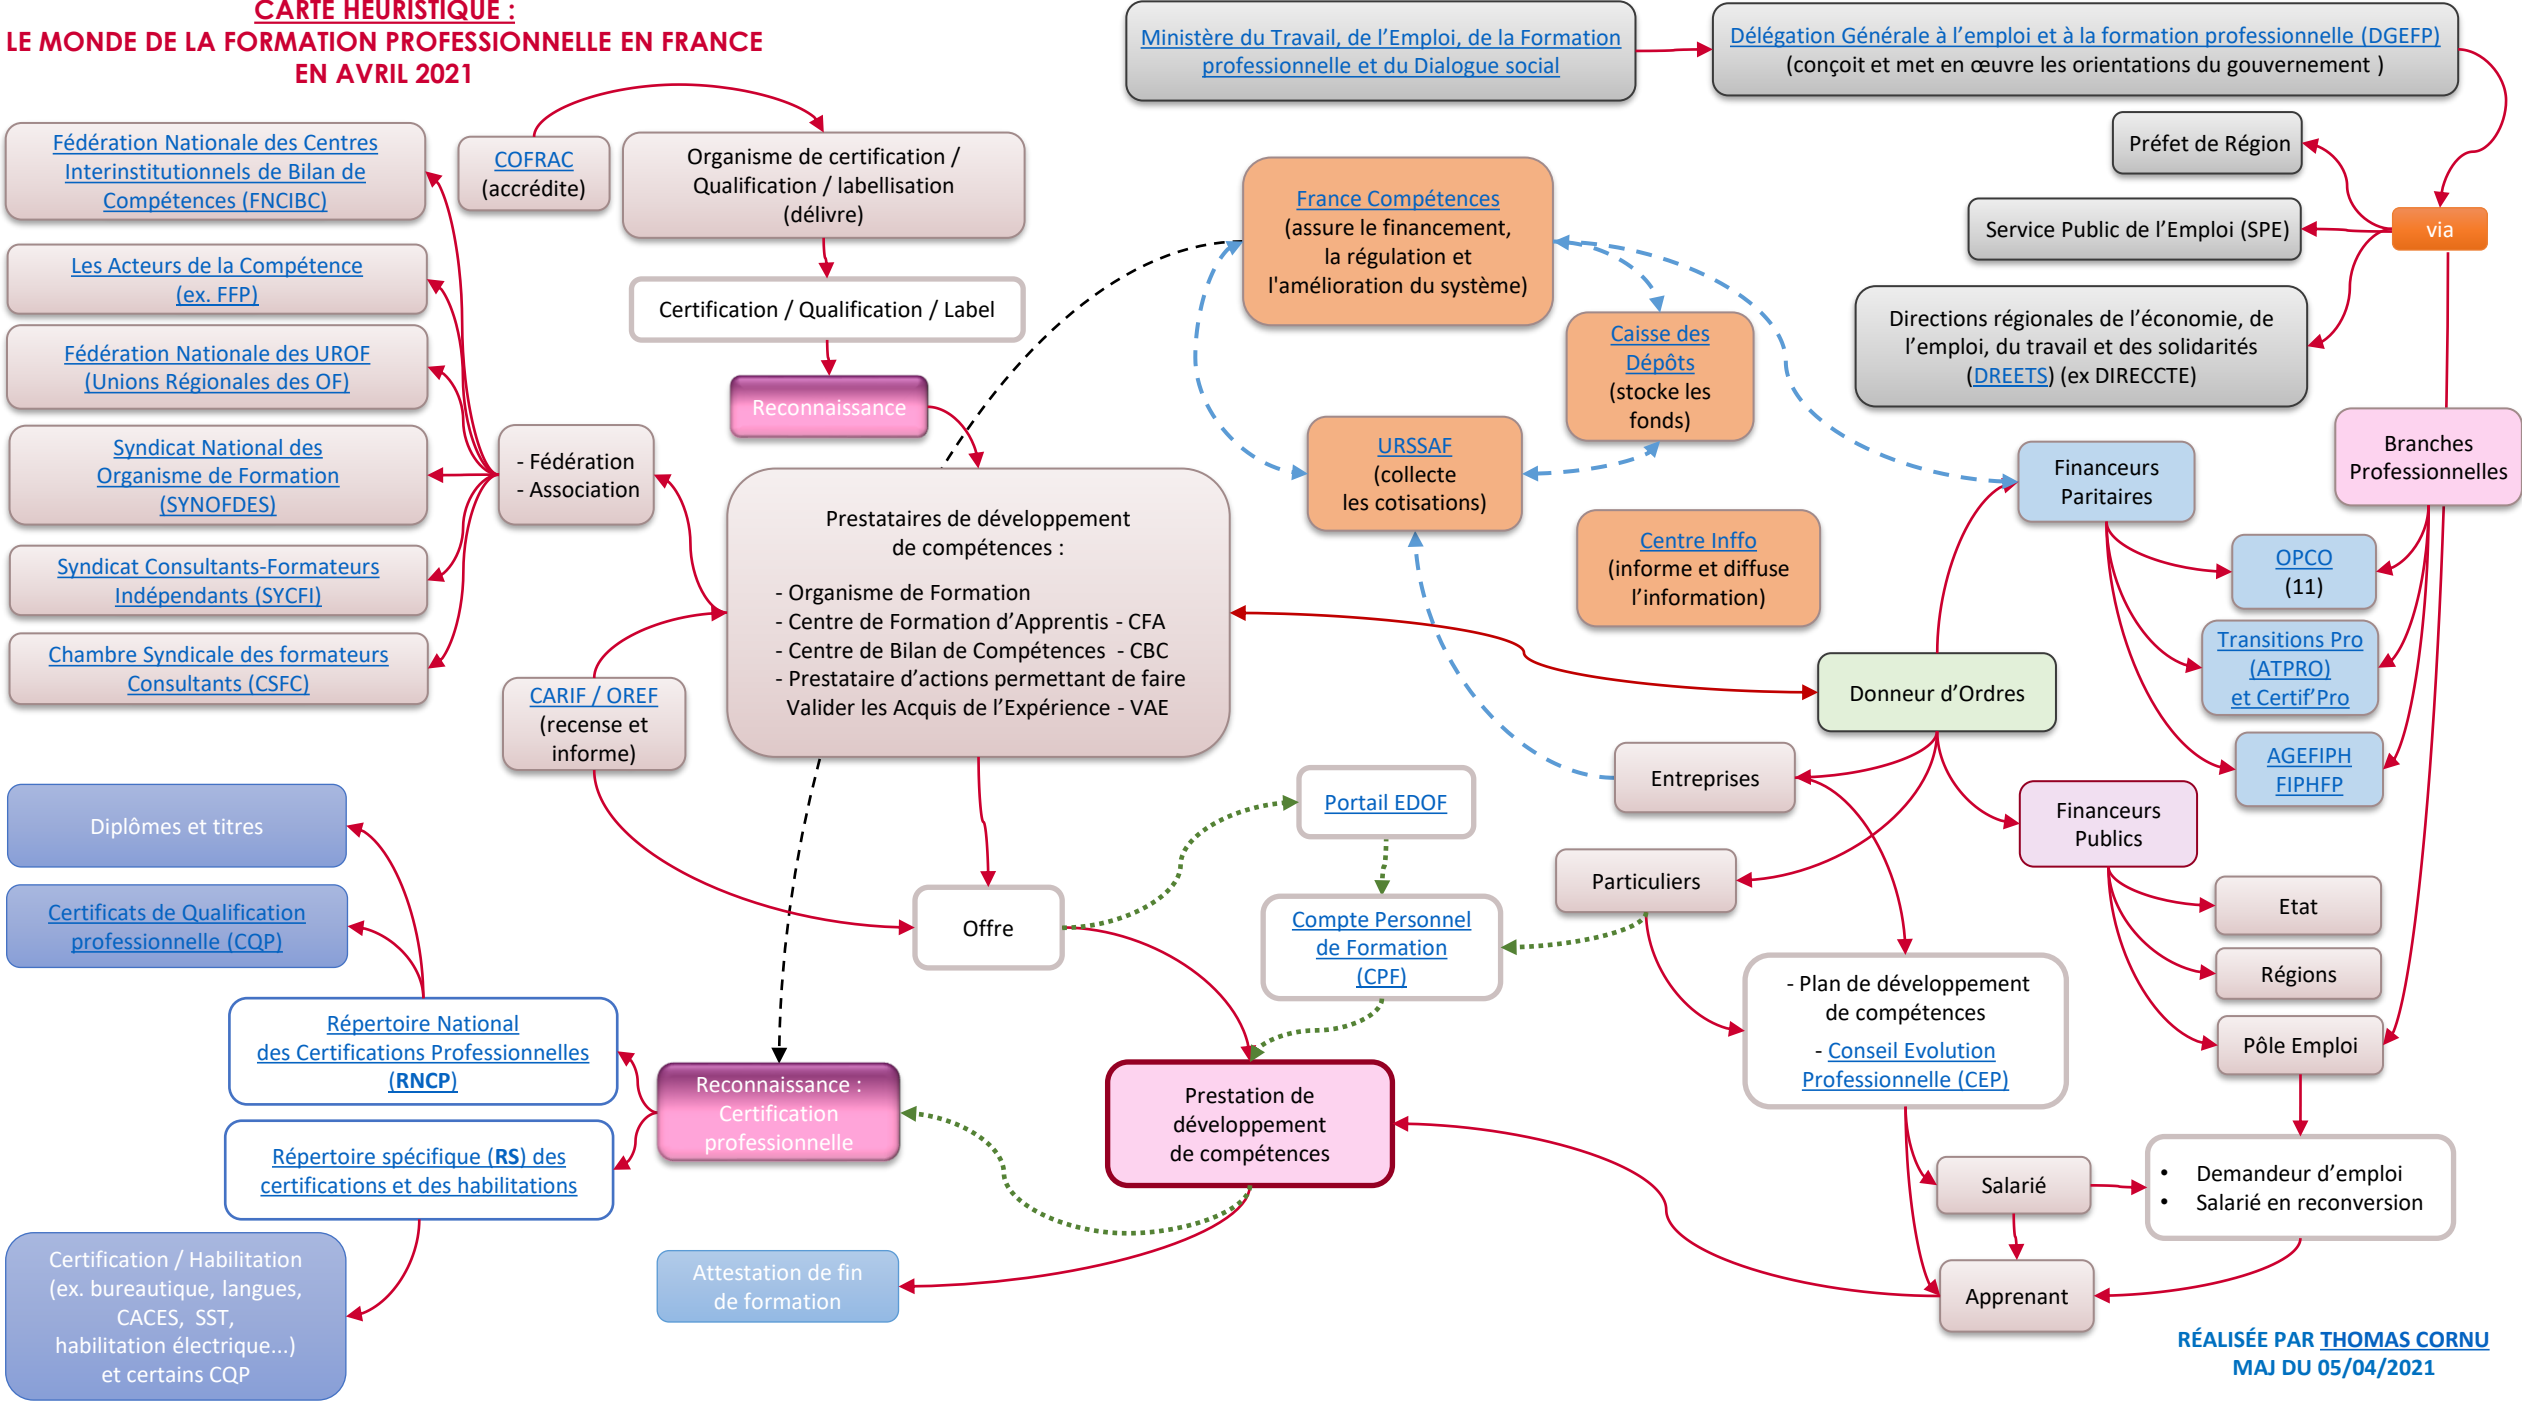 CARTE HEURISTIQUE :
LE MONDE DE LA FORMATION PROFESSIONNELLE EN FRANCE
EN AVRIL 2021
Ministère du Travail, de l'Emploi, de la Formation
professionnelle et du Dialogue social
Délégation Générale à l'emploi et à la formation professionnelle (DGEFP)
(conçoit et met en œuvre les orientations du gouvernement )
Préfet de Région
Service Public de l'Emploi (SPE)
via
Directions régionales de l'économie, de
l'emploi, du travail et des solidarités
(DREETS) (ex DIRECCTE)
Fédération Nationale des Centres
Interinstitutionnels de Bilan de
Compétences (FNCIBC)
Les Acteurs de la Compétence
(ex. FFP)
Fédération Nationale des UROF
(Unions Régionales des OF)
Syndicat National des
Organisme de Formation
(SYNOFDES)
Syndicat Consultants-Formateurs
Indépendants (SYCFI)
Chambre Syndicale des formateurs
Consultants (CSFC)
COFRAC
(accrédite)
Organisme de certification /
Qualification / labellisation
(délivre)
Certification / Qualification / Label
Reconnaissance
- Fédération
- Association
Prestataires de développement
de compétences :
- Organisme de Formation
- Centre de Formation d'Apprentis - CFA
- Centre de Bilan de Compétences - CBC
- Prestataire d'actions permettant de faire
Valider les Acquis de l'Expérience - VAE
CARIF / OREF
(recense et
informe)
France Compétences
(assure le financement,
la régulation et
l'amélioration du système)
Caisse des
Dépôts
(stocke les
fonds)
URSSAF
(collecte
les cotisations)
Centre Inffo
(informe et diffuse
l'information)
Financeurs
Paritaires
Branches
Professionnelles
OPCO
(11)
Transitions Pro
(ATPRO)
et Certif'Pro
AGEFIPH
FIPHFP
Donneur d'Ordres
Entreprises
Particuliers
Financeurs
Publics
Etat
Régions
Pôle Emploi
Portail EDOF
Compte Personnel
de Formation
(CPF)
Offre
- Plan de développement
de compétences
- Conseil Evolution
Professionnelle (CEP)
Diplômes et titres
Certificats de Qualification
professionnelle (CQP)
Répertoire National
des Certifications Professionnelles
(RNCP)
Répertoire spécifique (RS) des
certifications et des habilitations
Certification / Habilitation
(ex. bureautique, langues,
CACES, SST,
habilitation électrique...)
et certains CQP
Reconnaissance :
Certification
professionnelle
Attestation de fin
de formation
Prestation de
développement
de compétences
Salarié
• Demandeur d'emploi
• Salarié en reconversion
Apprenant
RÉALISÉE PAR THOMAS CORNU
MAJ DU 05/04/2021